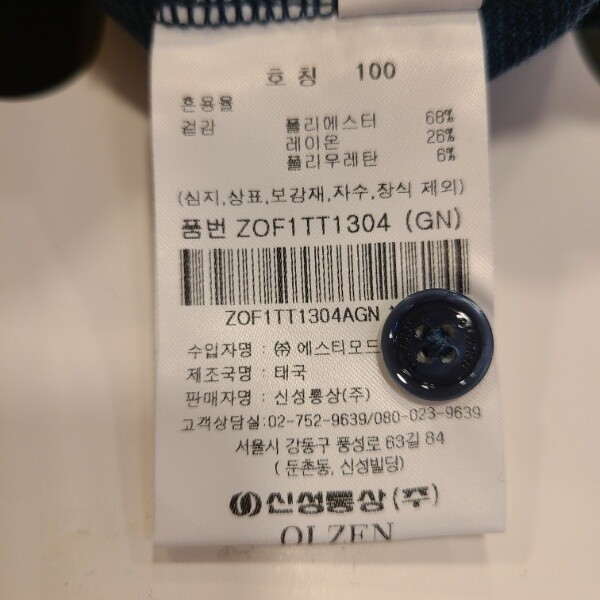 호칭 100
혼용율
겉감 폴리에스터 68%
레이온 26%
폴리우레탄 6%
(심지,상표,보강재,자수,장식 제외)
품번 ZOF1TT1304 (GN)
ZOF1TT1304AGN
수입자명 : ㈜ 에스티모드
제조국명 : 태국
판매자명 : 신성통상(주)
고객상담실:02-752-9639/080-023-9639
서울시 강동구 풍성로 63길 84
( 둔촌동, 신성빌딩)
신성통상(주)
OLZEN